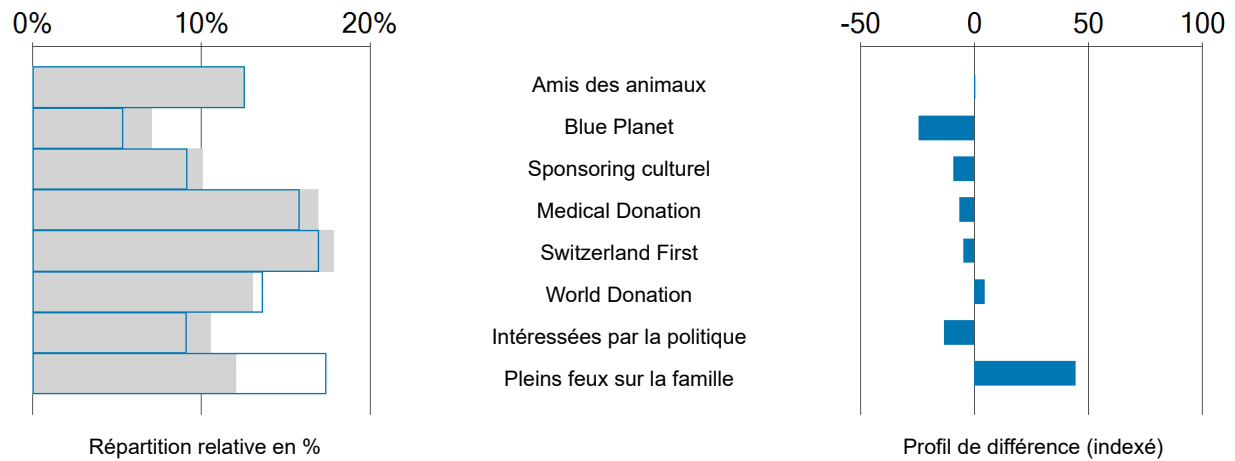 0% 10% 20%
-50 0 50 100
Amis des animaux
Blue Planet
Sponsoring culturel
Medical Donation
Switzerland First
World Donation
Intéressées par la politique
Pleins feux sur la famille
Répartition relative en %
Profil de différence (indexé)